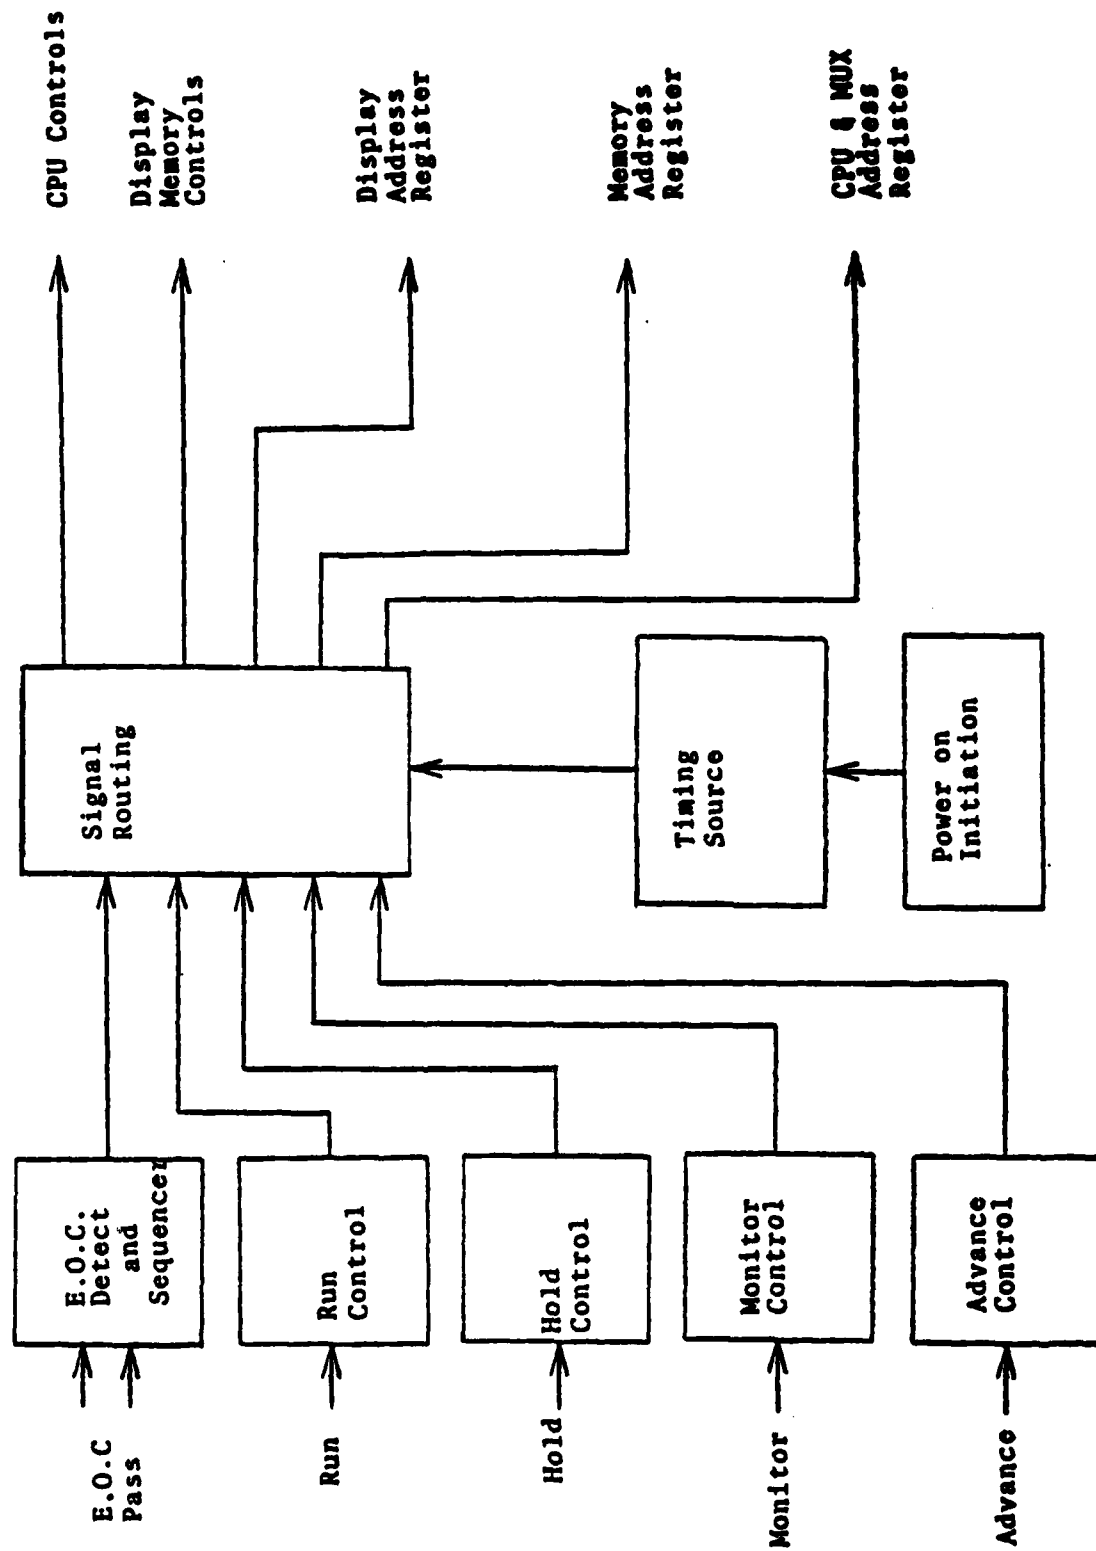 E.O.C
Pass
E.O.C.
Detect
and
Sequencer
Run
Run
Control
Hold
Hold
Control
Monitor
Monitor
Control
Advance
Advance
Control
Signal
Routing
Timing
Source
Power on
Initiation
CPU Controls
Display
Memory
Controls
Display
Address
Register
Memory
Address
Register
CPU & MUX
Address
Register